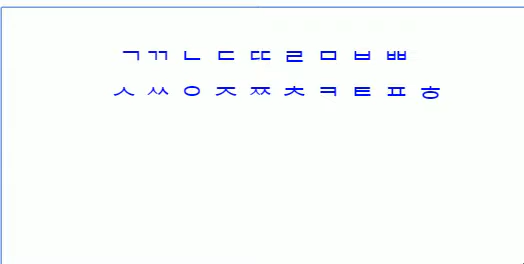 ㄱ ㄲ ㄴ ㄷ ㄸ ㄹ ㅁ ㅂ ㅃ
ㅅ ㅆ ㅇ ㅈ ㅉ ㅊ ㅋ ㅌ ㅍ ㅎ